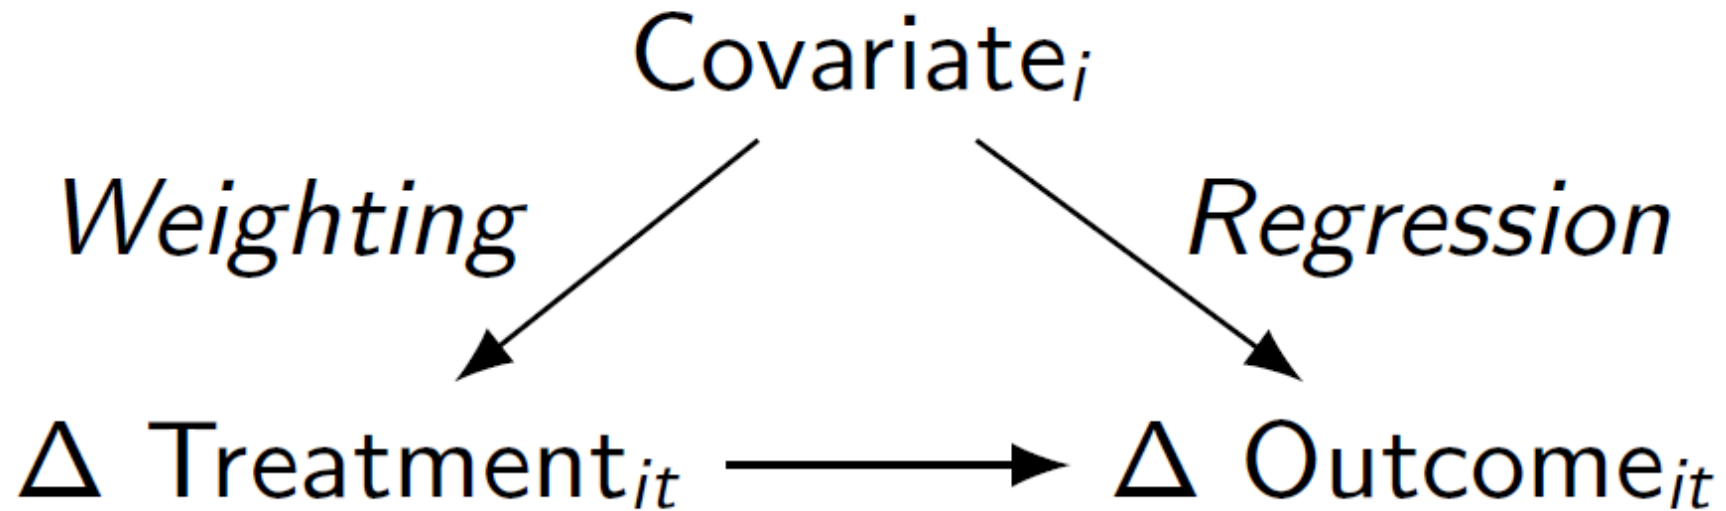 Covariate_i
Weighting
Regression
Δ Treatment_it
Δ Outcome_it